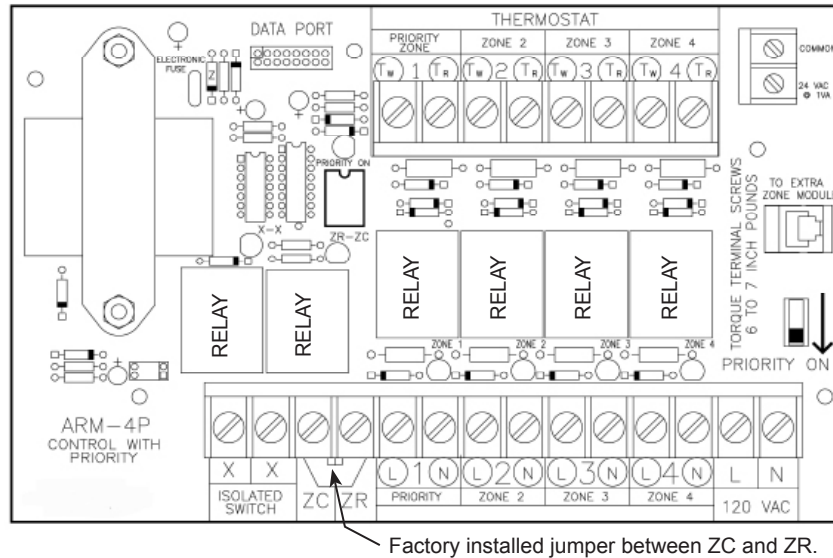 DATA PORT
ELECTRONIC
FUSE
Z
THERMOSTAT
PRIORITY
ZONE
ZONE 2
ZONE 3
ZONE 4
TW 1 TR TW 2 TR TW 3 TR TW 4 TR
COMMON
24 VAC
@ 1VA
PRIORITY ON
X-X
ZR-ZC
RELAY
RELAY
RELAY
RELAY
RELAY
RELAY
ZONE 1
ZONE 2
ZONE 3
ZONE 4
TORQUE TERMINAL SCREWS
6 TO 7 INCH POUNDS
TO EXTRA
ZONE MODULE
PRIORITY ON
ARM-4P
CONTROL WITH
PRIORITY
X X
ISOLATED
SWITCH
ZC ZR
L 1 N L 2 N L 3 N L 4 N L N
PRIORITY ZONE 2 ZONE 3 ZONE 4 120 VAC
Factory installed jumper between ZC and ZR.